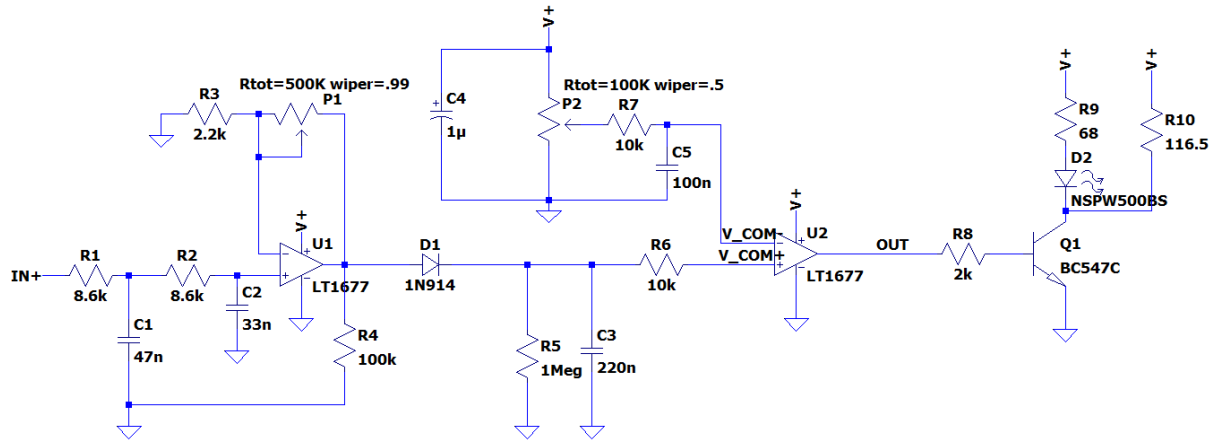 V+
V+
V+
Rtot=500K wiper=.99
P1
R3
2.2k
C4
1µ
Rtot=100K wiper=.5
P2
R7
10k
C5
100n
R9
68
R10
116.5
D2
NSPW500BS
V+
U1
LT1677
V+
U2
LT1677
V_COM-
V_COM+
IN+
R1
8.6k
R2
8.6k
C2
33n
C1
47n
R4
100k
D1
1N914
R5
1Meg
C3
220n
R6
10k
OUT
R8
2k
Q1
BC547C